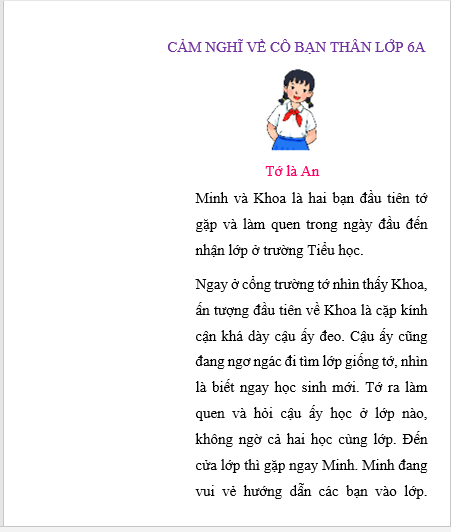 CẢM NGHĨ VỀ CÔ BẠN THÂN LỚP 6A
Tớ là An
Minh và Khoa là hai bạn đầu tiên tớ
gặp và làm quen trong ngày đầu đến
nhận lớp ở trường Tiểu học.
Ngay ở cổng trường tớ nhìn thấy Khoa,
ấn tượng đầu tiên về Khoa là cặp kính
cận khá dày cậu ấy đeo. Cậu ấy cũng
đang ngơ ngác đi tìm lớp giống tớ, nhìn
là biết ngay học sinh mới. Tớ ra làm
quen và hỏi cậu ấy học ở lớp nào,
không ngờ cả hai học cùng lớp. Đến
cửa lớp thì gặp ngay Minh. Minh đang
vui vẻ hướng dẫn các bạn vào lớp.